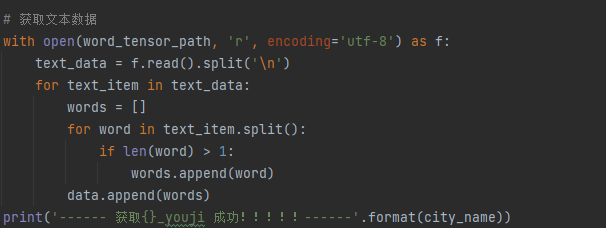 # 获取文本数据
with open(word_tensor_path, 'r', encoding='utf-8') as f:
    text_data = f.read().split('\n')
    for text_item in text_data:
        words = []
        for word in text_item.split():
            if len(word) > 1:
                words.append(word)
        data.append(words)
print('------ 获取{}_youji 成功！！！！！------'.format(city_name))